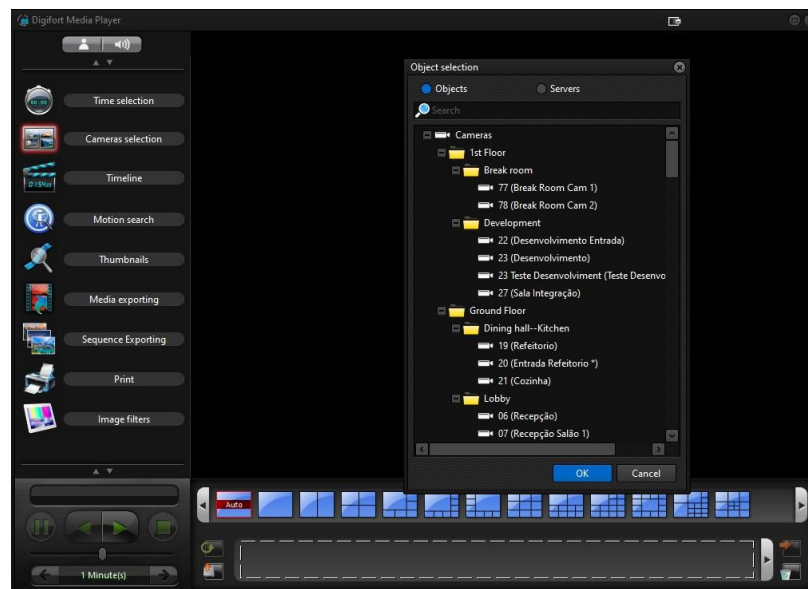 Digifort Media Player
Time selection
Cameras selection
Timeline
Motion search
Thumbnails
Media exporting
Sequence Exporting
Print
Image filters
1 Minute(s)
Object selection
Objects
Servers
Search
Cameras
1st Floor
Break room
77 (Break Room Cam 1)
78 (Break Room Cam 2)
Development
22 (Desenvolvimento Entrada)
23 (Desenvolvimento)
23 Teste Desenvolviment (Teste Desenvo
27 (Sala Integração)
Ground Floor
Dining hall--Kitchen
19 (Refeitorio)
20 (Entrada Refeitorio *)
21 (Cozinha)
Lobby
06 (Recepção)
07 (Recepção Salão 1)
OK
Cancel
Auto